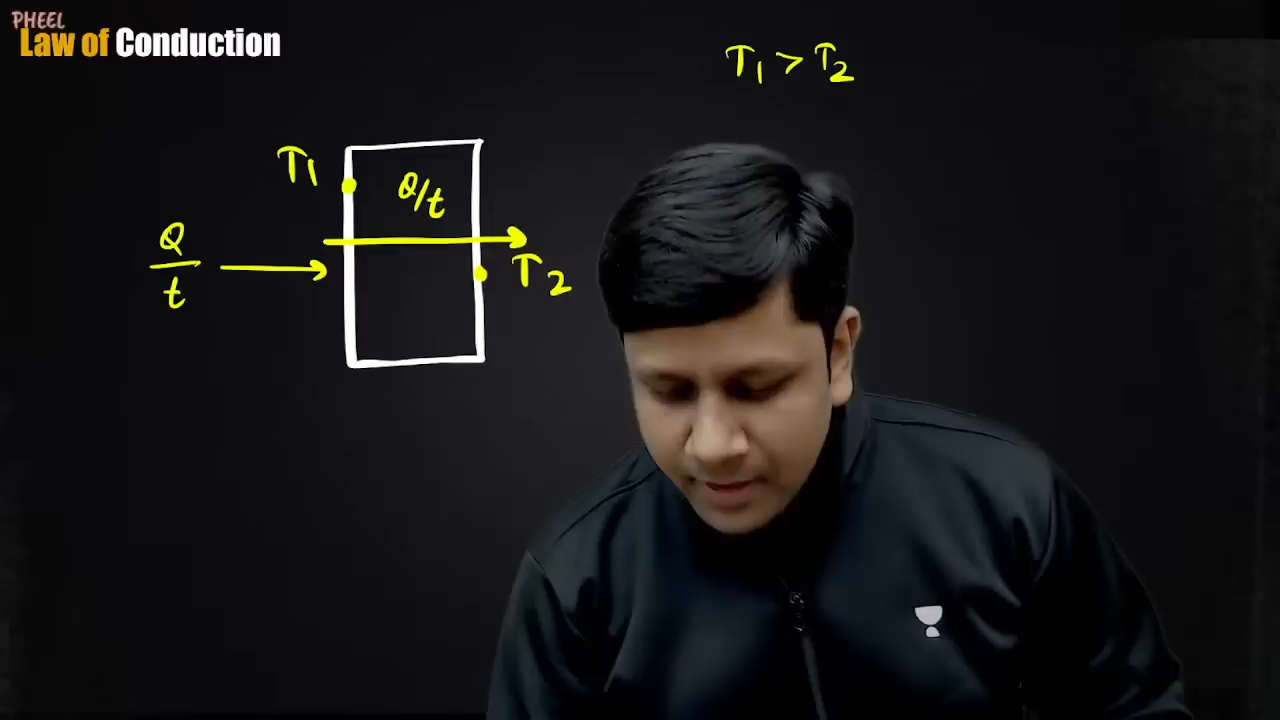 PHEEL
Law of Conduction
T1 > T2
T1
Q/t
Q
t
T2